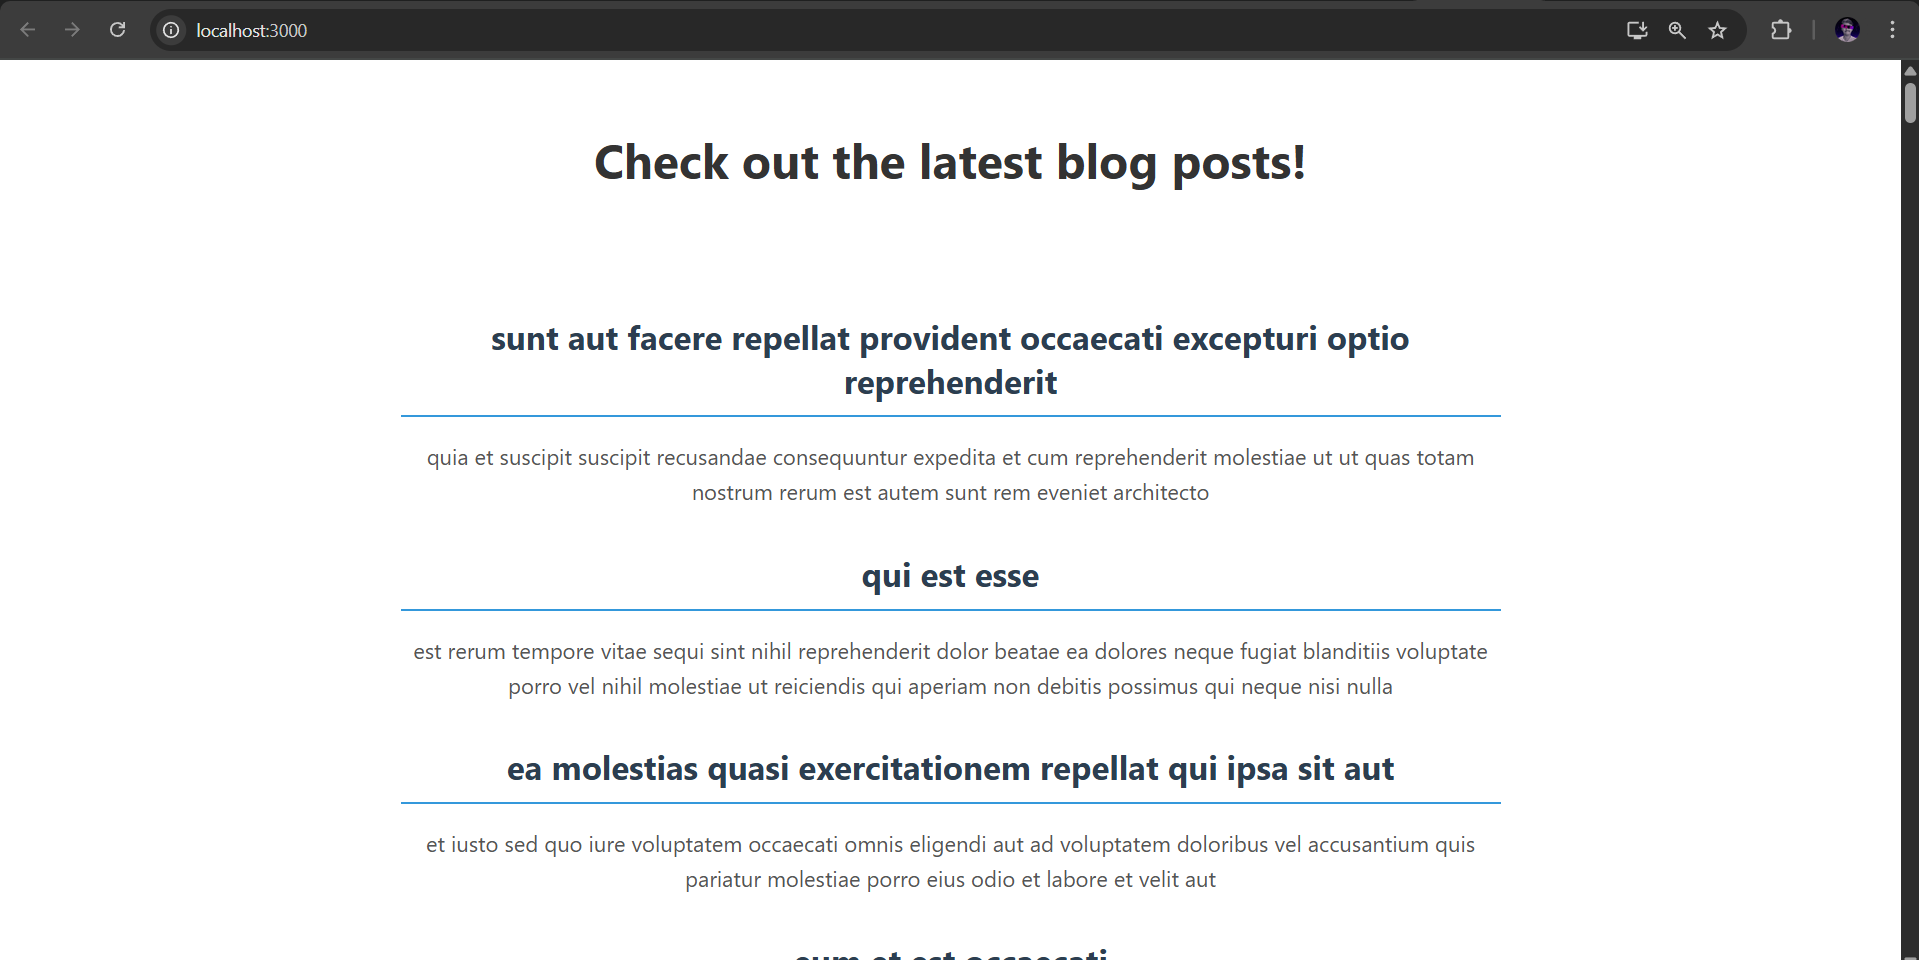 localhost:3000
Check out the latest blog posts!
sunt aut facere repellat provident occaecati excepturi optio
reprehenderit
quia et suscipit suscipit recusandae consequuntur expedita et cum reprehenderit molestiae ut ut quas totam
nostrum rerum est autem sunt rem eveniet architecto
qui est esse
est rerum tempore vitae sequi sint nihil reprehenderit dolor beatae ea dolores neque fugiat blanditiis voluptate
porro vel nihil molestiae ut reiciendis qui aperiam non debitis possimus qui neque nisi nulla
ea molestias quasi exercitationem repellat qui ipsa sit aut
et iusto sed quo iure voluptatem occaecati omnis eligendi aut ad voluptatem doloribus vel accusantium quis
pariatur molestiae porro eius odio et labore et velit aut
eum et est occaecati